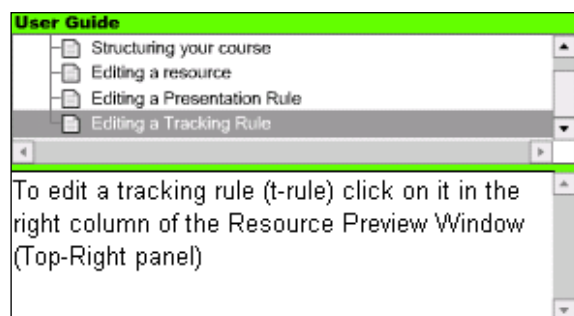 User Guide
Structuring your course
Editing a resource
Editing a Presentation Rule
Editing a Tracking Rule
To edit a tracking rule (t-rule) click on it in the
right column of the Resource Preview Window
(Top-Right panel)